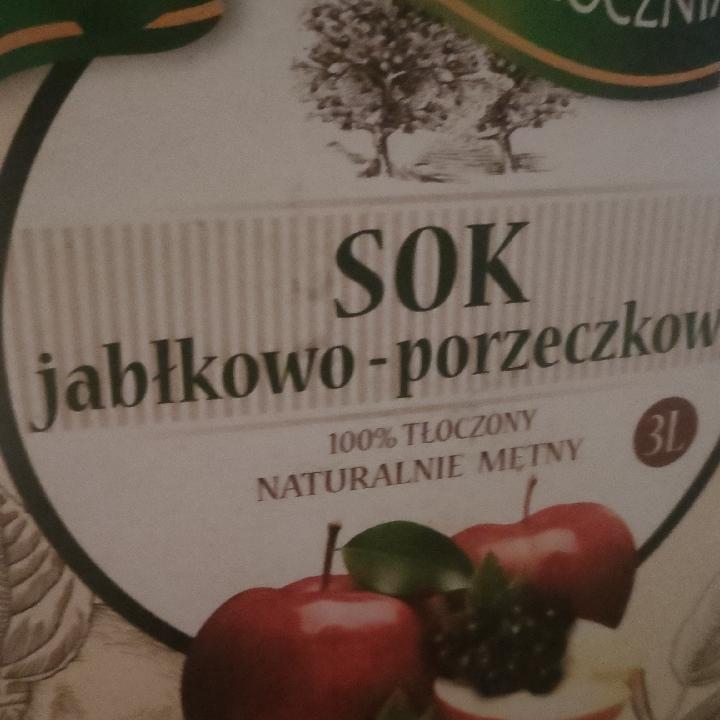 SOK
jabłkowo-porzeczkow
100% TŁOCZONY
NATURALNIE MĘTNY
3L